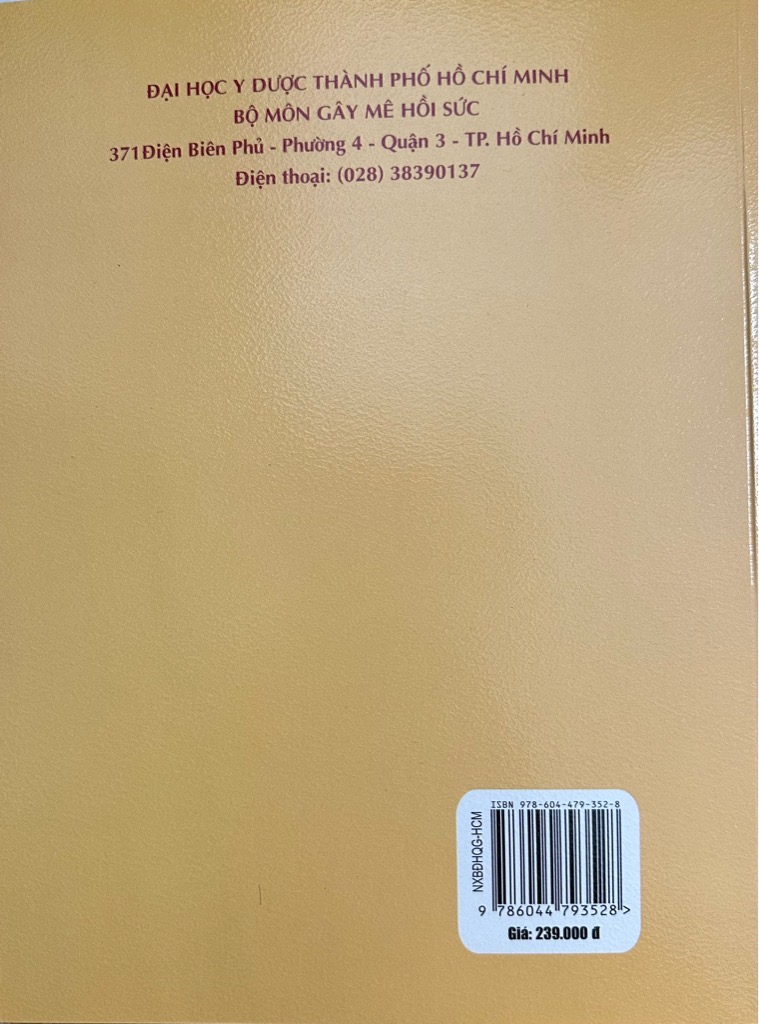 ĐẠI HỌC Y DƯỢC THÀNH PHỐ HỒ CHÍ MINH
BỘ MÔN GÂY MÊ HỒI SỨC
371Điện Biên Phủ - Phường 4 - Quận 3 - TP. Hồ Chí Minh
Điện thoại: (028) 38390137
ISBN 978-604-479-352-8
NXBĐHQG-HCM
9 786044 793528 >
Giá: 239.000 đ